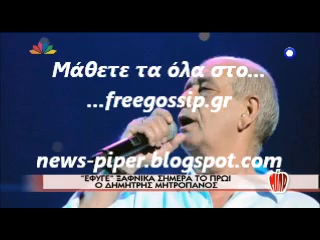 Μάθετε τα όλα στο...
...freegossip.gr
news-piper.blogspot.com
"ΕΦΥΓΕ" ΞΑΦΝΙΚΑ ΣΗΜΕΡΑ ΤΟ ΠΡΩΙ
Ο ΔΗΜΗΤΡΗΣ ΜΗΤΡΟΠΑΝΟΣ